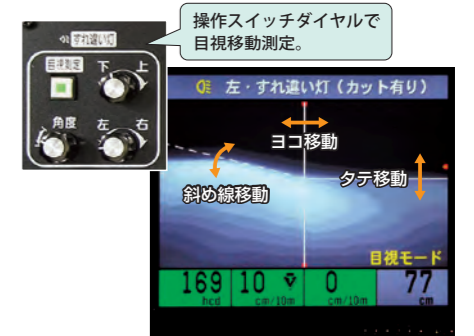 操作スイッチダイヤルで
目視移動測定。
すれ違い灯
目視測定
下
上
角度
左
右
左・すれ違い灯（カット有り）
ヨコ移動
タテ移動
斜め線移動
目視モード
169
hcd
10
cm/10m
0
cm/10m
77
cm